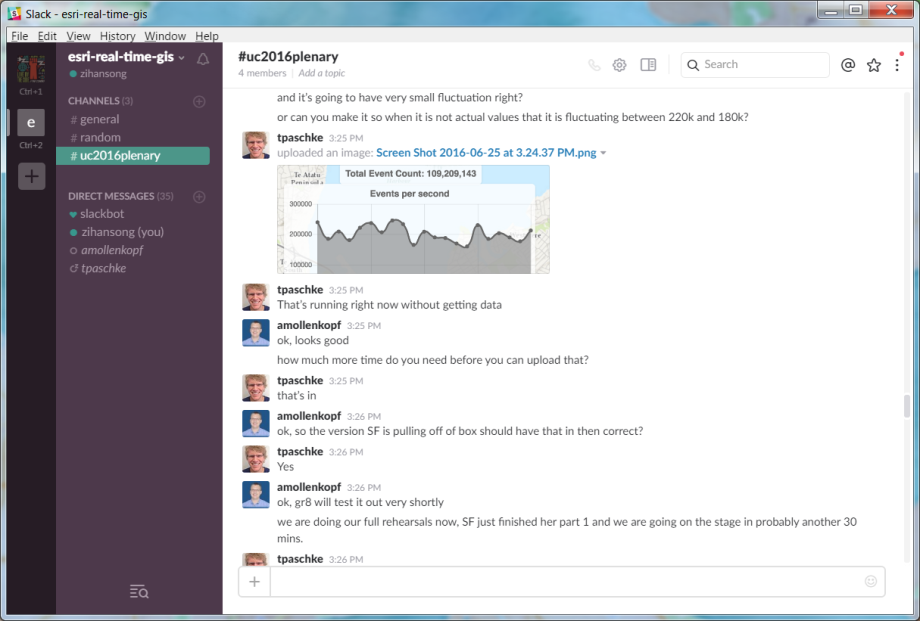 Slack - esri-real-time-gis
File Edit View History Window Help
Ctrl+1
e
Ctrl+2
esri-real-time-gis
zihansong
CHANNELS (3)
# general
# random
# uc2016plenary
DIRECT MESSAGES (35)
slackbot
zihansong (you)
amollenkopf
tpaschke
#uc2016plenary
4 members | Add a topic
Search
and it's going to have very small fluctuation right?
or can you make it so when it is not actual values that it is fluctuating between 220k and 180k?
tpaschke 3:25 PM
uploaded an image: Screen Shot 2016-06-25 at 3.24.37 PM.png
Te Atatu
Peninsula
Total Event Count: 109,209,143
Events per second
300000
200000
100000
tpaschke 3:25 PM
That's running right now without getting data
amollenkopf 3:25 PM
ok, looks good
how much more time do you need before you can upload that?
tpaschke 3:25 PM
that's in
amollenkopf 3:26 PM
ok, so the version SF is pulling off of box should have that in then correct?
tpaschke 3:26 PM
Yes
amollenkopf 3:26 PM
ok, gr8 will test it out very shortly
we are doing our full rehearsals now, SF just finished her part 1 and we are going on the stage in probably another 30
mins.
tpaschke 3:26 PM